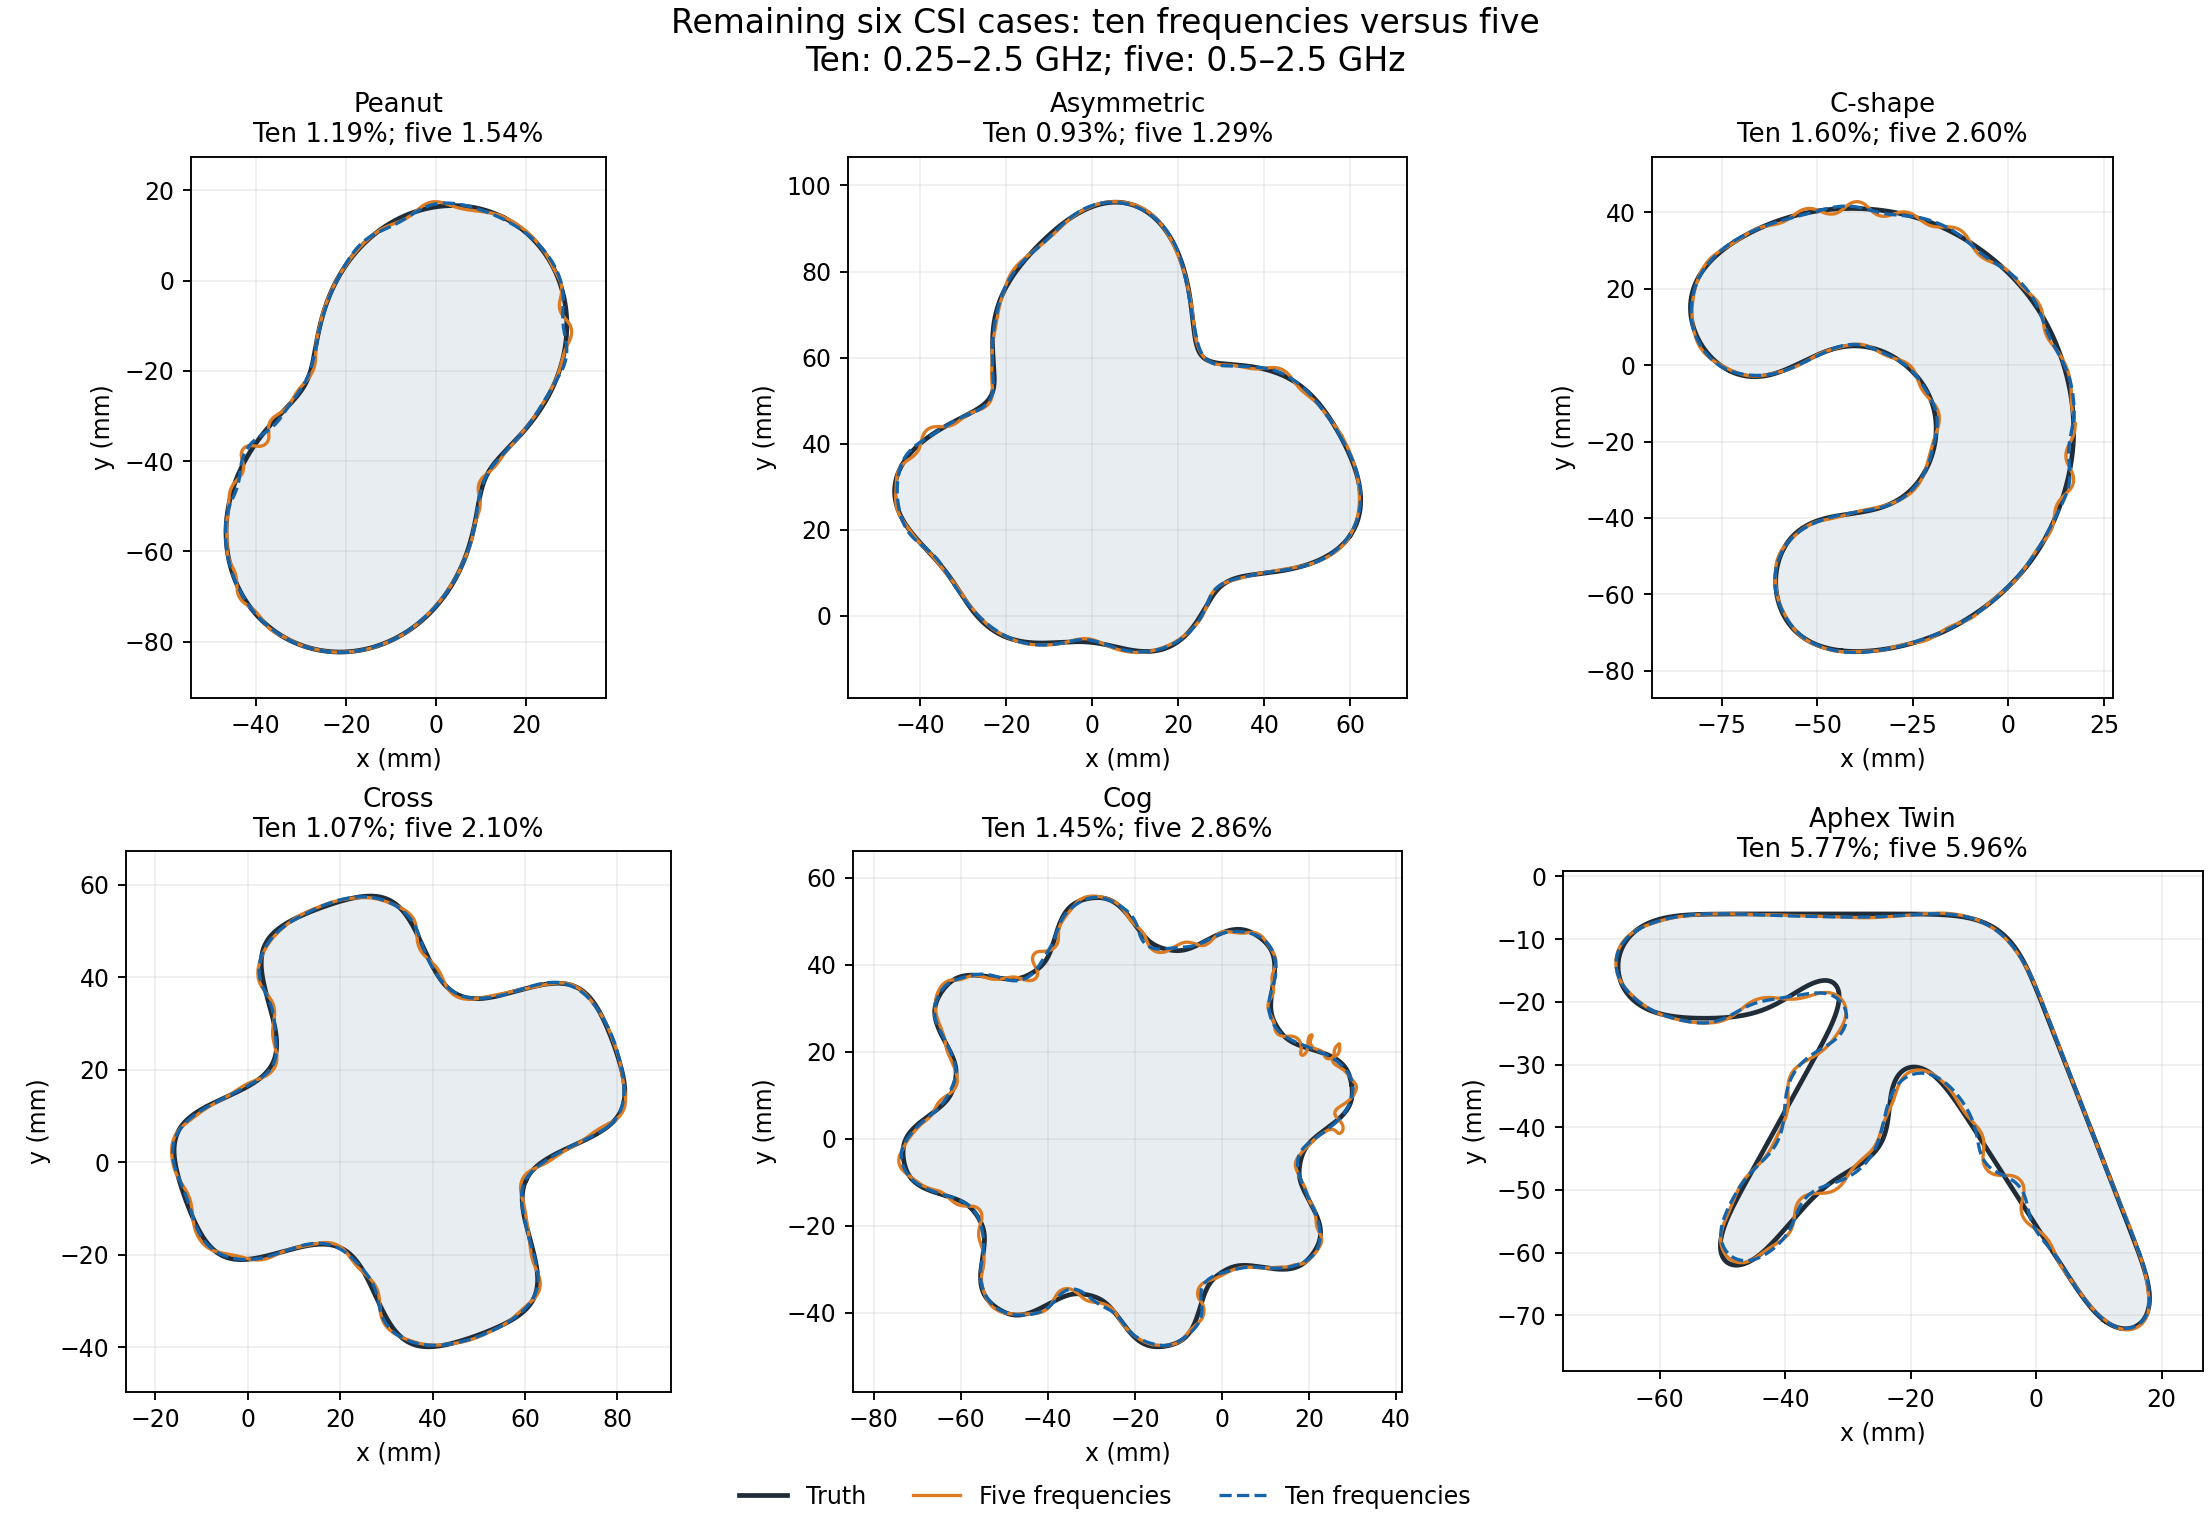 Remaining six CSI cases: ten frequencies versus five
Ten: 0.25–2.5 GHz; five: 0.5–2.5 GHz
Peanut
Ten 1.19%; five 1.54%
20
0
−20
−40
−60
−80
y (mm)
−40 −20 0 20
x (mm)
Asymmetric
Ten 0.93%; five 1.29%
100
80
60
40
20
0
y (mm)
−40 −20 0 20 40 60
x (mm)
C-shape
Ten 1.60%; five 2.60%
40
20
0
−20
−40
−60
−80
y (mm)
−75 −50 −25 0 25
x (mm)
Cross
Ten 1.07%; five 2.10%
60
40
20
0
−20
−40
y (mm)
−20 0 20 40 60 80
x (mm)
Cog
Ten 1.45%; five 2.86%
60
40
20
0
−20
−40
y (mm)
−80 −60 −40 −20 0 20 40
x (mm)
Aphex Twin
Ten 5.77%; five 5.96%
0
−10
−20
−30
−40
−50
−60
−70
y (mm)
−60 −40 −20 0 20
x (mm)
Truth Five frequencies Ten frequencies